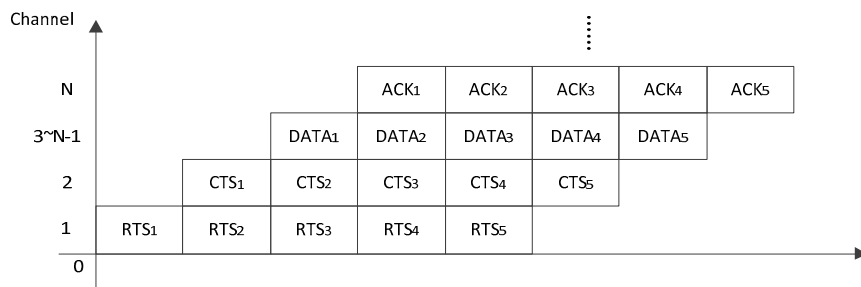 Channel
N ACK1 ACK2 ACK3 ACK4 ACK5
3~N-1 DATA1 DATA2 DATA3 DATA4 DATA5
2 CTS1 CTS2 CTS3 CTS4 CTS5
1 RTS1 RTS2 RTS3 RTS4 RTS5
0